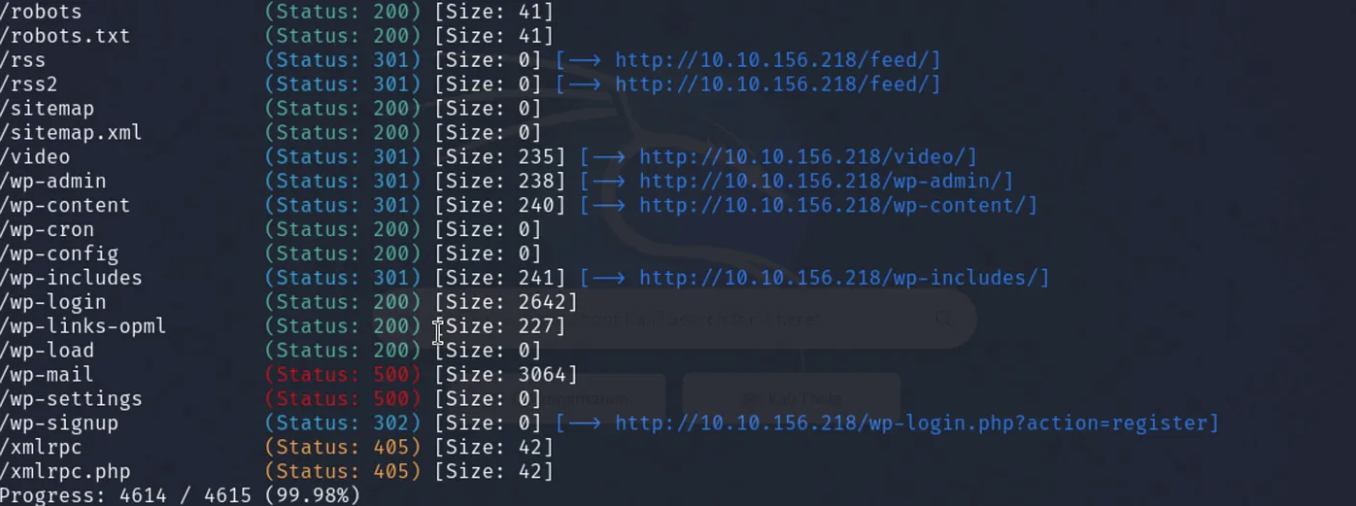 /robots (Status: 200) [Size: 41]
/robots.txt (Status: 200) [Size: 41]
/rss (Status: 301) [Size: 0] [--> http://10.10.156.218/feed/]
/rss2 (Status: 301) [Size: 0] [--> http://10.10.156.218/feed/]
/sitemap (Status: 200) [Size: 0]
/sitemap.xml (Status: 200) [Size: 0]
/video (Status: 301) [Size: 235] [--> http://10.10.156.218/video/]
/wp-admin (Status: 301) [Size: 238] [--> http://10.10.156.218/wp-admin/]
/wp-content (Status: 301) [Size: 240] [--> http://10.10.156.218/wp-content/]
/wp-cron (Status: 200) [Size: 0]
/wp-config (Status: 200) [Size: 0]
/wp-includes (Status: 301) [Size: 241] [--> http://10.10.156.218/wp-includes/]
/wp-login (Status: 200) [Size: 2642]
/wp-links-opml (Status: 200) [Size: 227]
/wp-load (Status: 200) [Size: 0]
/wp-mail (Status: 500) [Size: 3064]
/wp-settings (Status: 500) [Size: 0]
/wp-signup (Status: 302) [Size: 0] [--> http://10.10.156.218/wp-login.php?action=register]
/xmlrpc (Status: 405) [Size: 42]
/xmlrpc.php (Status: 405) [Size: 42]
Progress: 4614 / 4615 (99.98%)